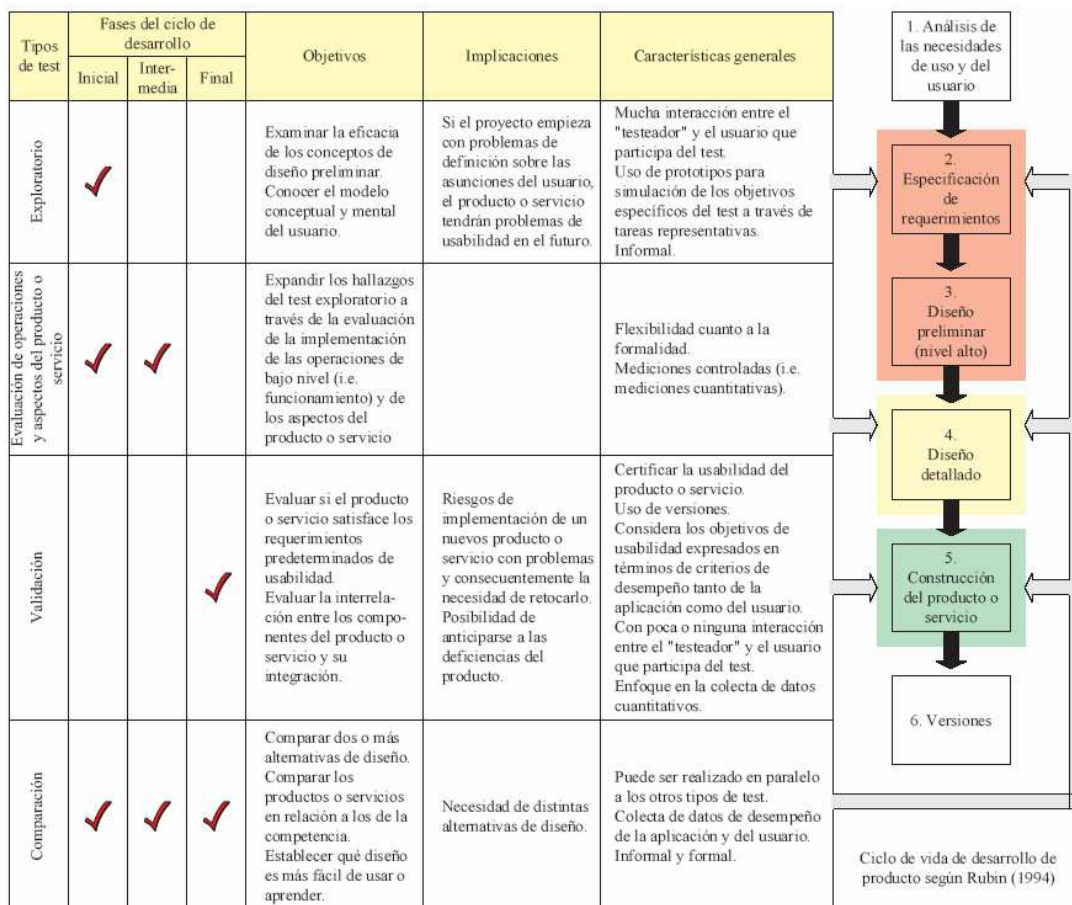 Tipos
de test
Fases del ciclo de
desarrollo
Inicial
Inter-
media
Final
Objetivos
Implicaciones
Características generales
Exploratorio
Examinar la eficacia
de los conceptos de
diseño preliminar.
Conocer el modelo
conceptual y mental
del usuario.
Si el proyecto empieza
con problemas de
definición sobre las
asunciones del usuario,
el producto o servicio
tendrán problemas de
usabilidad en el futuro.
Mucha interacción entre el
"testeador" y el usuario que
participa del test.
Uso de prototipos para
simulación de los objetivos
específicos del test a través de
tareas representativas.
Informal.
Evaluación de operaciones
y aspectos del producto o
servicio
Expandir los hallazgos
del test exploratorio a
través de la evaluación
de la implementación
de las operaciones de
bajo nivel (i.e.
funcionamiento) y de
los aspectos del
producto o servicio
Flexibilidad cuanto a la
formalidad.
Mediciones controladas (i.e.
mediciones cuantitativas).
Validación
Evaluar si el producto
o servicio satisface los
requerimientos
predeterminados de
usabilidad.
Evaluar la interrela-
ción entre los compo-
nentes del producto o
servicio y su
integración.
Riesgos de
implementación de un
nuevos producto o
servicio con problemas
y consecuentemente la
necesidad de retocarlo.
Posibilidad de
anticiparse a las
deficiencias del
producto.
Certificar la usabilidad del
producto o servicio.
Uso de versiones.
Considera los objetivos de
usabilidad expresados en
términos de criterios de
desempeño tanto de la
aplicación como del usuario.
Con poca o ninguna interacción
entre el "testeador" y el usuario
que participa del test.
Enfoque en la colecta de datos
cuantitativos.
Comparación
Comparar dos o más
alternativas de diseño.
Comparar los
productos o servicios
en relación a los de la
competencia.
Establecer qué diseño
es más fácil de usar o
aprender.
Necesidad de distintas
alternativas de diseño.
Puede ser realizado en paralelo
a los otros tipos de test.
Colecta de datos de desempeño
de la aplicación y del usuario.
Informal y formal.
1. Análisis de
las necesidades
de uso y del
usuario
2.
Especificación
de
requerimientos
3.
Diseño
preliminar
(nivel alto)
4.
Diseño
detallado
5.
Construcción
del producto o
servicio
6. Versiones
Ciclo de vida de desarrollo de
producto según Rubin (1994)